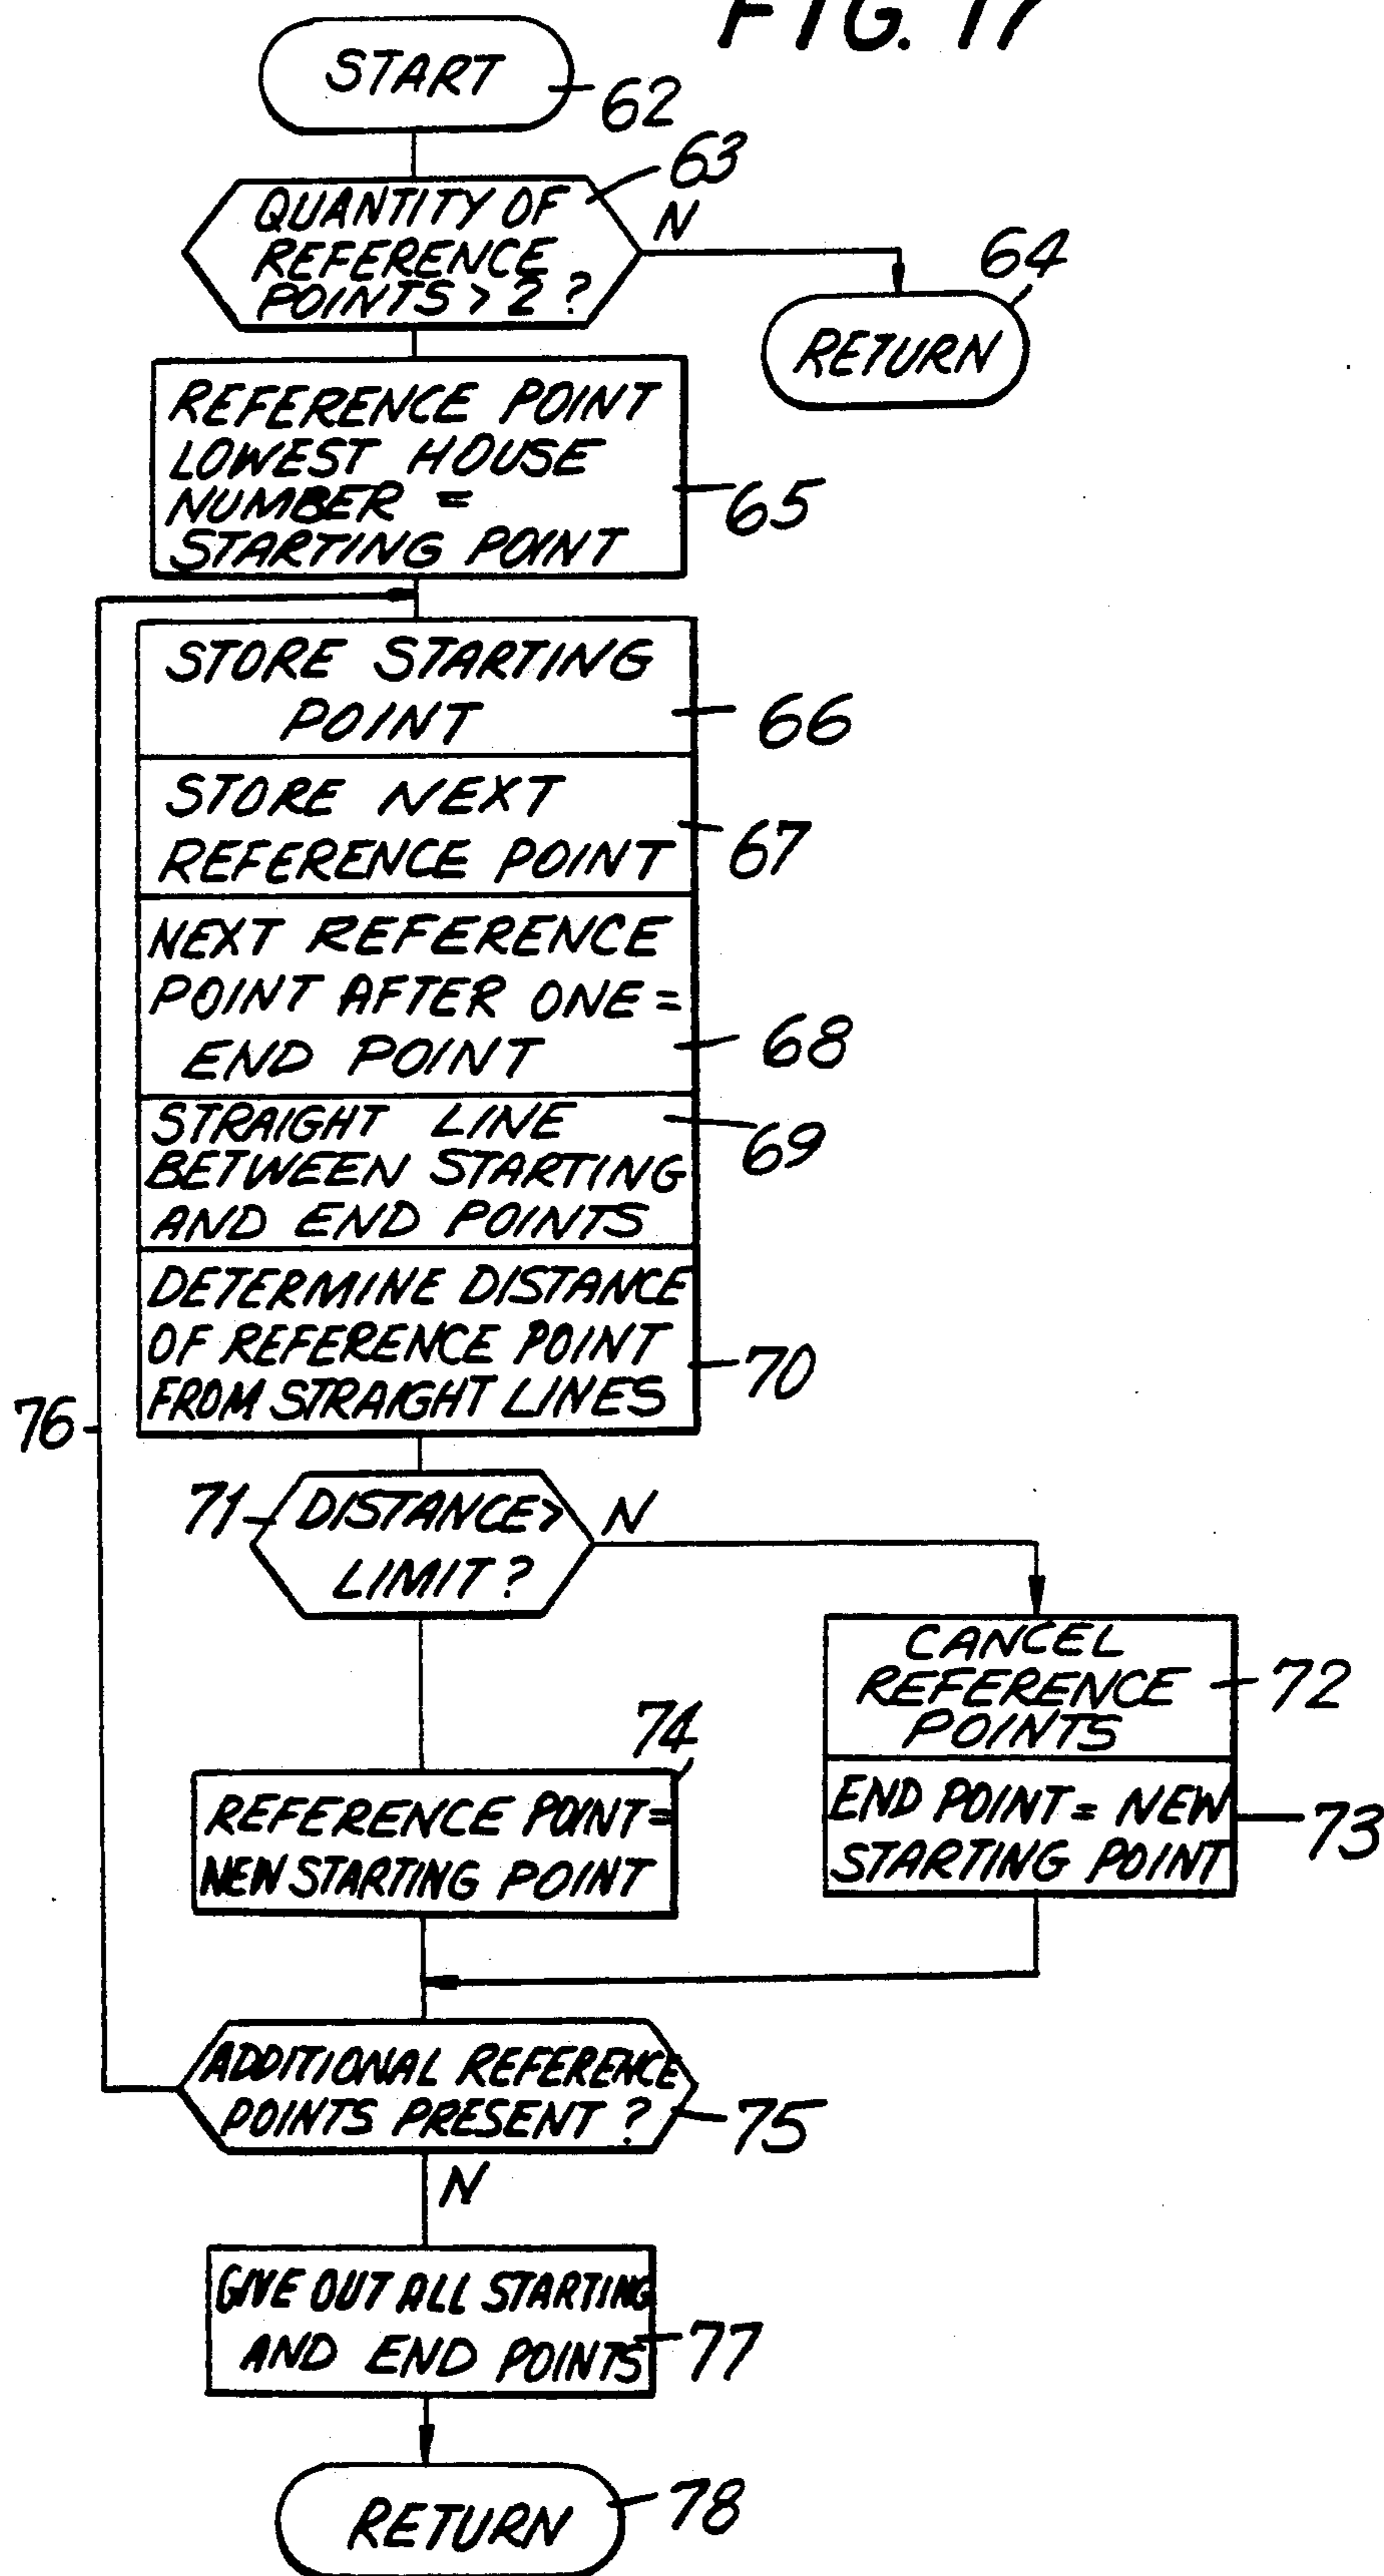 FIG. 17
START
62
63
QUANTITY OF
REFERENCE
POINTS > 2 ?
N
64
RETURN
REFERENCE POINT
LOWEST HOUSE
NUMBER =
STARTING POINT
65
STORE STARTING
POINT
66
STORE NEXT
REFERENCE POINT
67
NEXT REFERENCE
POINT AFTER ONE =
END POINT
68
STRAIGHT LINE
BETWEEN STARTING
AND END POINTS
69
DETERMINE DISTANCE
OF REFERENCE POINT
FROM STRAIGHT LINES
70
76
71
DISTANCE >
LIMIT ?
N
CANCEL
REFERENCE
POINTS
72
END POINT = NEW
STARTING POINT
73
74
REFERENCE POINT =
NEW STARTING POINT
ADDITIONAL REFERENCE
POINTS PRESENT ?
75
N
GIVE OUT ALL STARTING
AND END POINTS
77
RETURN
78